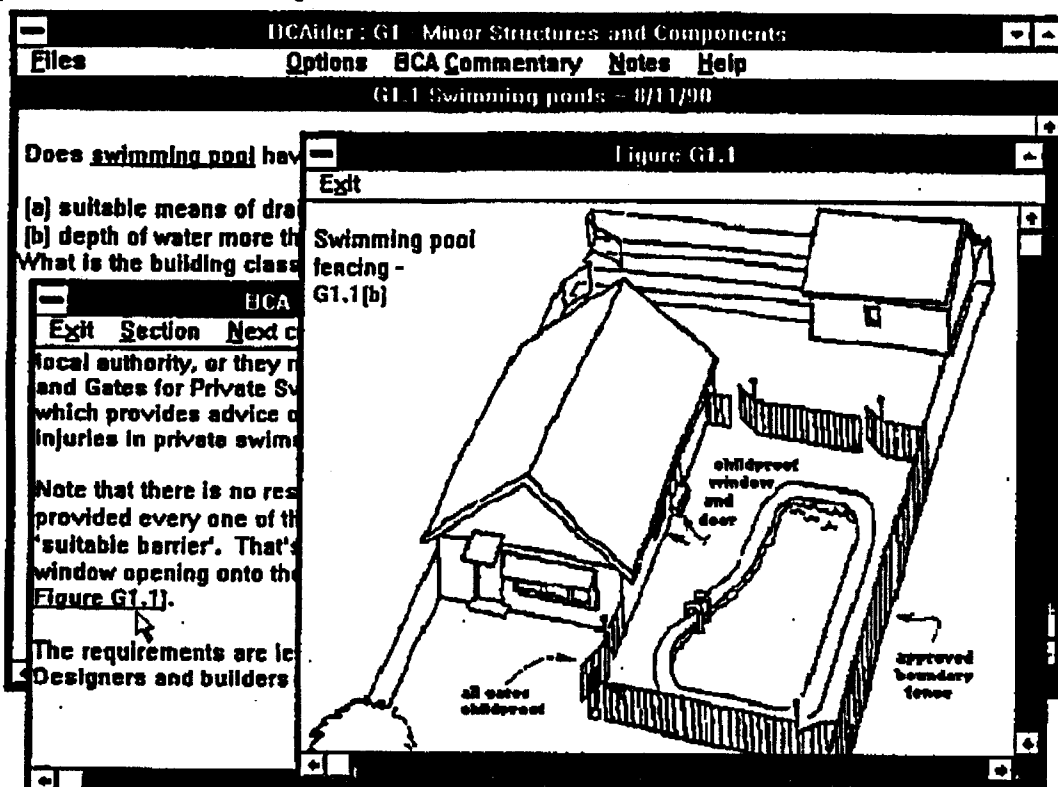 BCAider : G1 - Minor Structures and Components
Files Options BCA Commentary Notes Help
G1.1 Swimming pools - 8/11/90
Does swimming pool hav
[a] suitable means of drai
[b] depth of water more th
What is the building class
BCA
Exit Section Next c
local authority, or they m
and Gates for Private Sw
which provides advice o
injuries in private swimm
Note that there is no res
provided every one of th
'suitable barrier'. That's
window opening onto the
Figure G1.1].
The requirements are le
Designers and builders
Figure G1.1
Exit
Swimming pool
fencing -
G1.1[b]
childproof
window
and
door
approved
boundary
fence
all gates
childproof